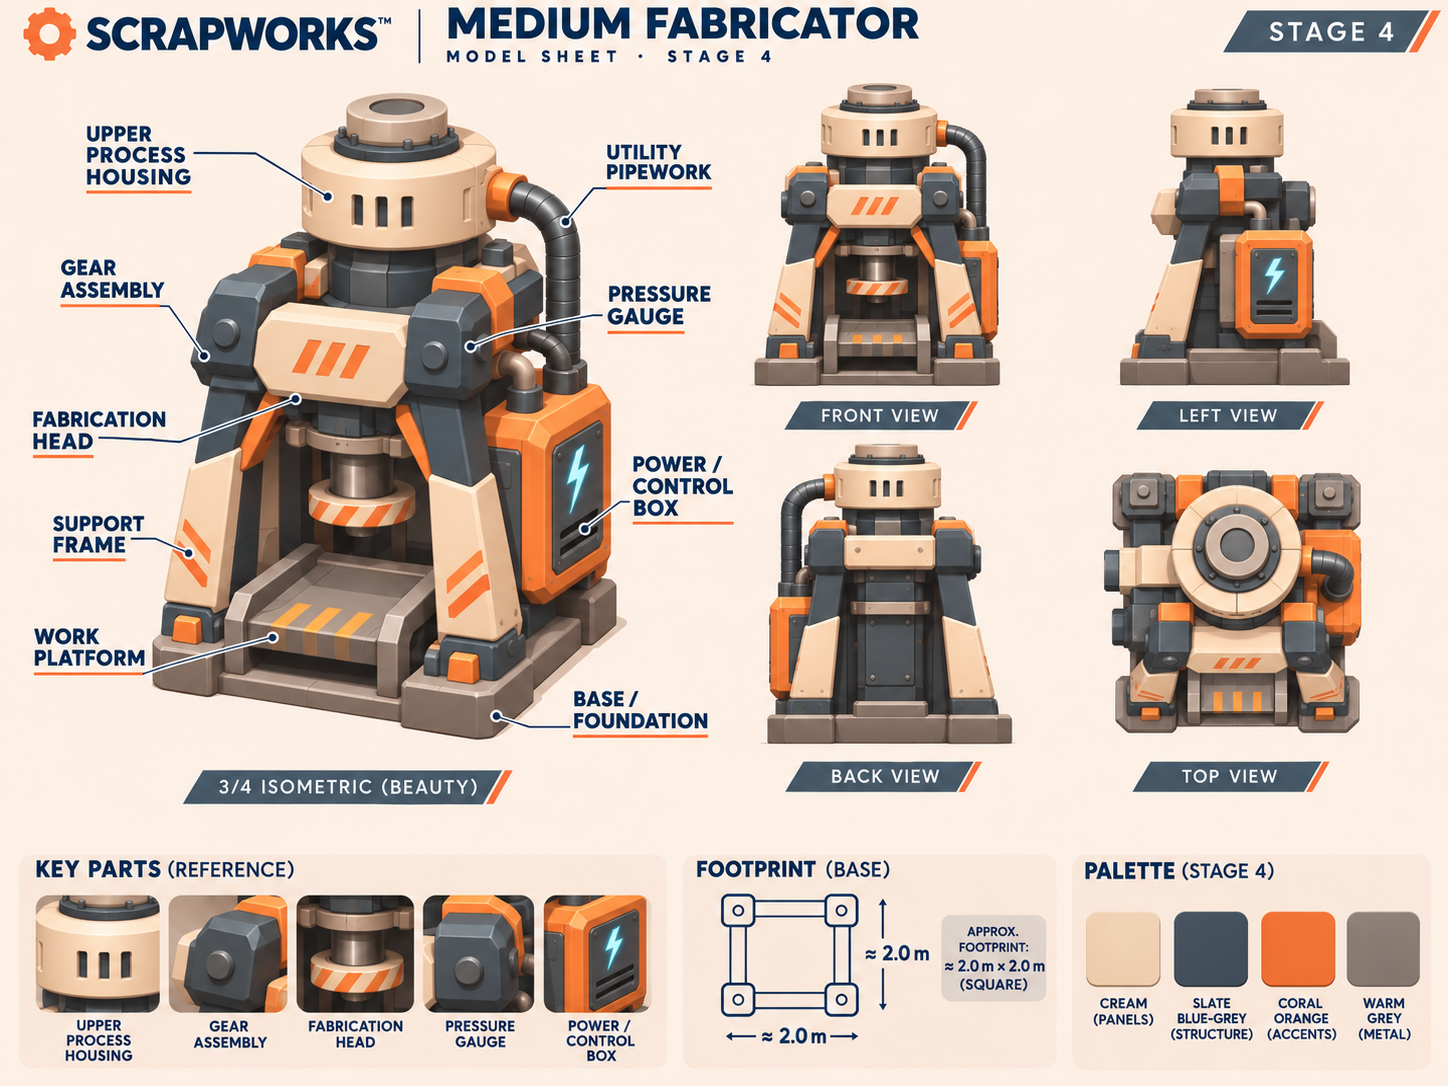 SCRAPWORKS™
MEDIUM FABRICATOR
MODEL SHEET · STAGE 4
STAGE 4
UPPER
PROCESS
HOUSING
UTILITY
PIPEWORK
GEAR
ASSEMBLY
PRESSURE
GAUGE
FABRICATION
HEAD
POWER /
CONTROL
BOX
SUPPORT
FRAME
WORK
PLATFORM
BASE /
FOUNDATION
3/4 ISOMETRIC (BEAUTY)
FRONT VIEW
LEFT VIEW
BACK VIEW
TOP VIEW
KEY PARTS (REFERENCE)
UPPER
PROCESS
HOUSING
GEAR
ASSEMBLY
FABRICATION
HEAD
PRESSURE
GAUGE
POWER /
CONTROL
BOX
FOOTPRINT (BASE)
≈ 2.0 m
≈ 2.0 m
APPROX.
FOOTPRINT:
≈ 2.0 m × 2.0 m
(SQUARE)
PALETTE (STAGE 4)
CREAM
(PANELS)
SLATE
BLUE-GREY
(STRUCTURE)
CORAL
ORANGE
(ACCENTS)
WARM
GREY
(METAL)